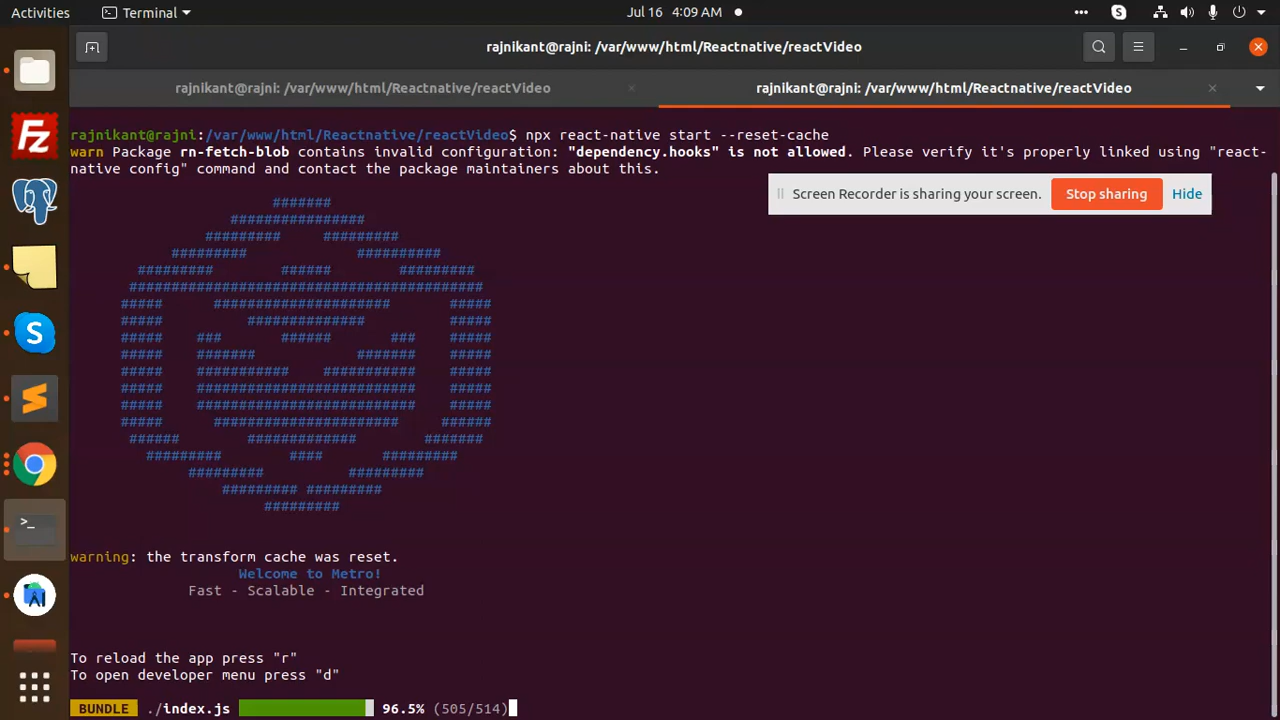 Activities
Terminal
Jul 16 4:09 AM
rajnikant@rajni: /var/www/html/Reactnative/reactVideo
rajnikant@rajni: /var/www/html/Reactnative/reactVideo
rajnikant@rajni: /var/www/html/Reactnative/reactVideo
rajnikant@rajni:/var/www/html/Reactnative/reactVideo$ npx react-native start --reset-cache
warn Package rn-fetch-blob contains invalid configuration: "dependency.hooks" is not allowed. Please verify it's properly linked using "react-
native config" command and contact the package maintainers about this.
Screen Recorder is sharing your screen.
Stop sharing
Hide
#######
################
######### #########
######### ##########
######### ###### #########
##########################################
##### ##################### #####
##### ############## #####
##### ### ###### ### #####
##### ####### ####### #####
##### ########### ########### #####
##### ########################## #####
##### ########################## #####
##### ###################### ######
###### ############# #######
######### #### #########
######### #########
######### #########
#########
warning: the transform cache was reset.
Welcome to Metro!
Fast - Scalable - Integrated
To reload the app press "r"
To open developer menu press "d"
BUNDLE ./index.js 96.5% (505/514)